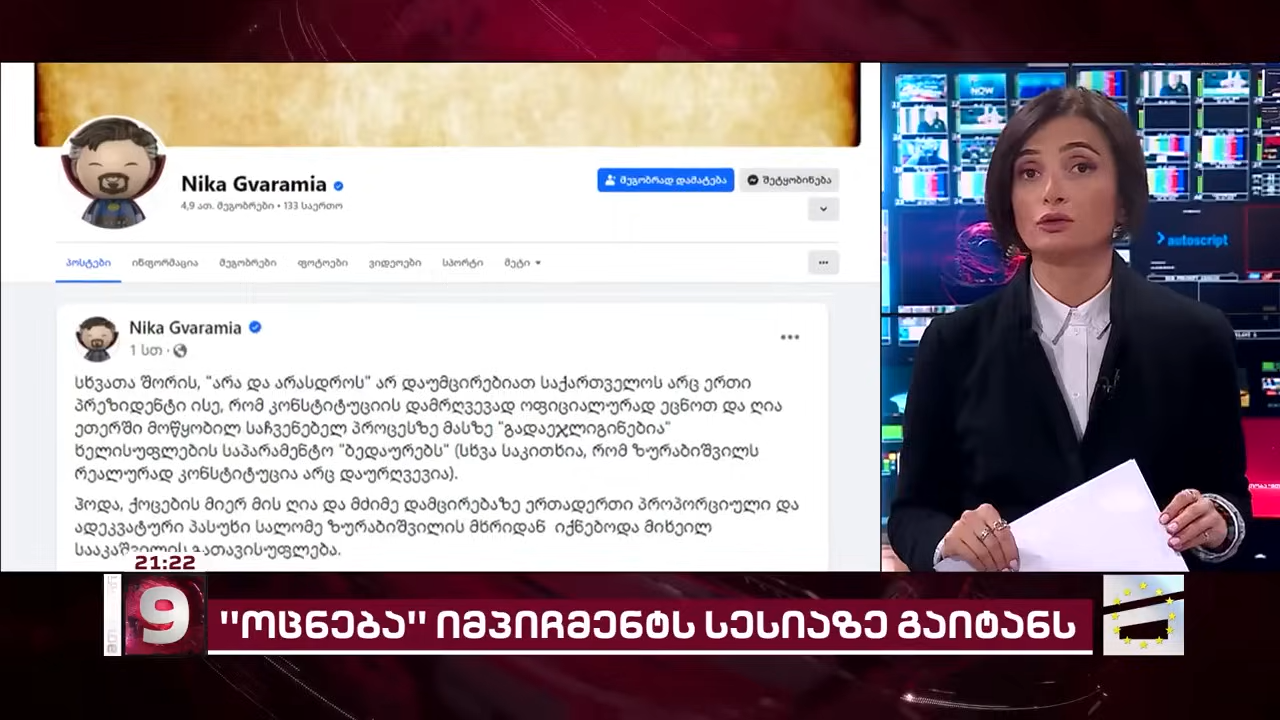 Nika Gvaramia
4,9 ათ. მეგობრები • 133 საერთო
მეგობრად დამატება
შეტყობინება
პოსტები ინფორმაცია მეგობრები ფოტოები ვიდეოები სპორტი მეტი
Nika Gvaramia
1 სთ ·
სხვათა შორის, "არა და არასდროს" არ დაუმცირებიათ საქართველოს არც ერთი
პრეზიდენტი ისე, რომ კონსტიტუციის დამრღვევად ოფიციალურად ეცნოთ და ღია
ეთერში მოწყობილ საჩვენებელ პროცესზე მასზე "გადაეჯლიგინებია"
ხელისუფლების საპარამენტო "ბედაურებს" (სხვა საკითხია, რომ ზურაბიშვილს
რეალურად კონსტიტუცია არც დაურღვევია).
ჰოდა, ქოცების მიერ მის ღია და მძიმე დამცირებაზე ერთადერთი პროპორციული და
ადეკვატური პასუხი სალომე ზურაბიშვილის მხრიდან იქნებოდა მიხეილ
სააკაშვილის გათავისუფლება.
NOW
autoscript
21:22
9
"ოცნება" იმპიჩმენტს სესიაზე გაიტანს